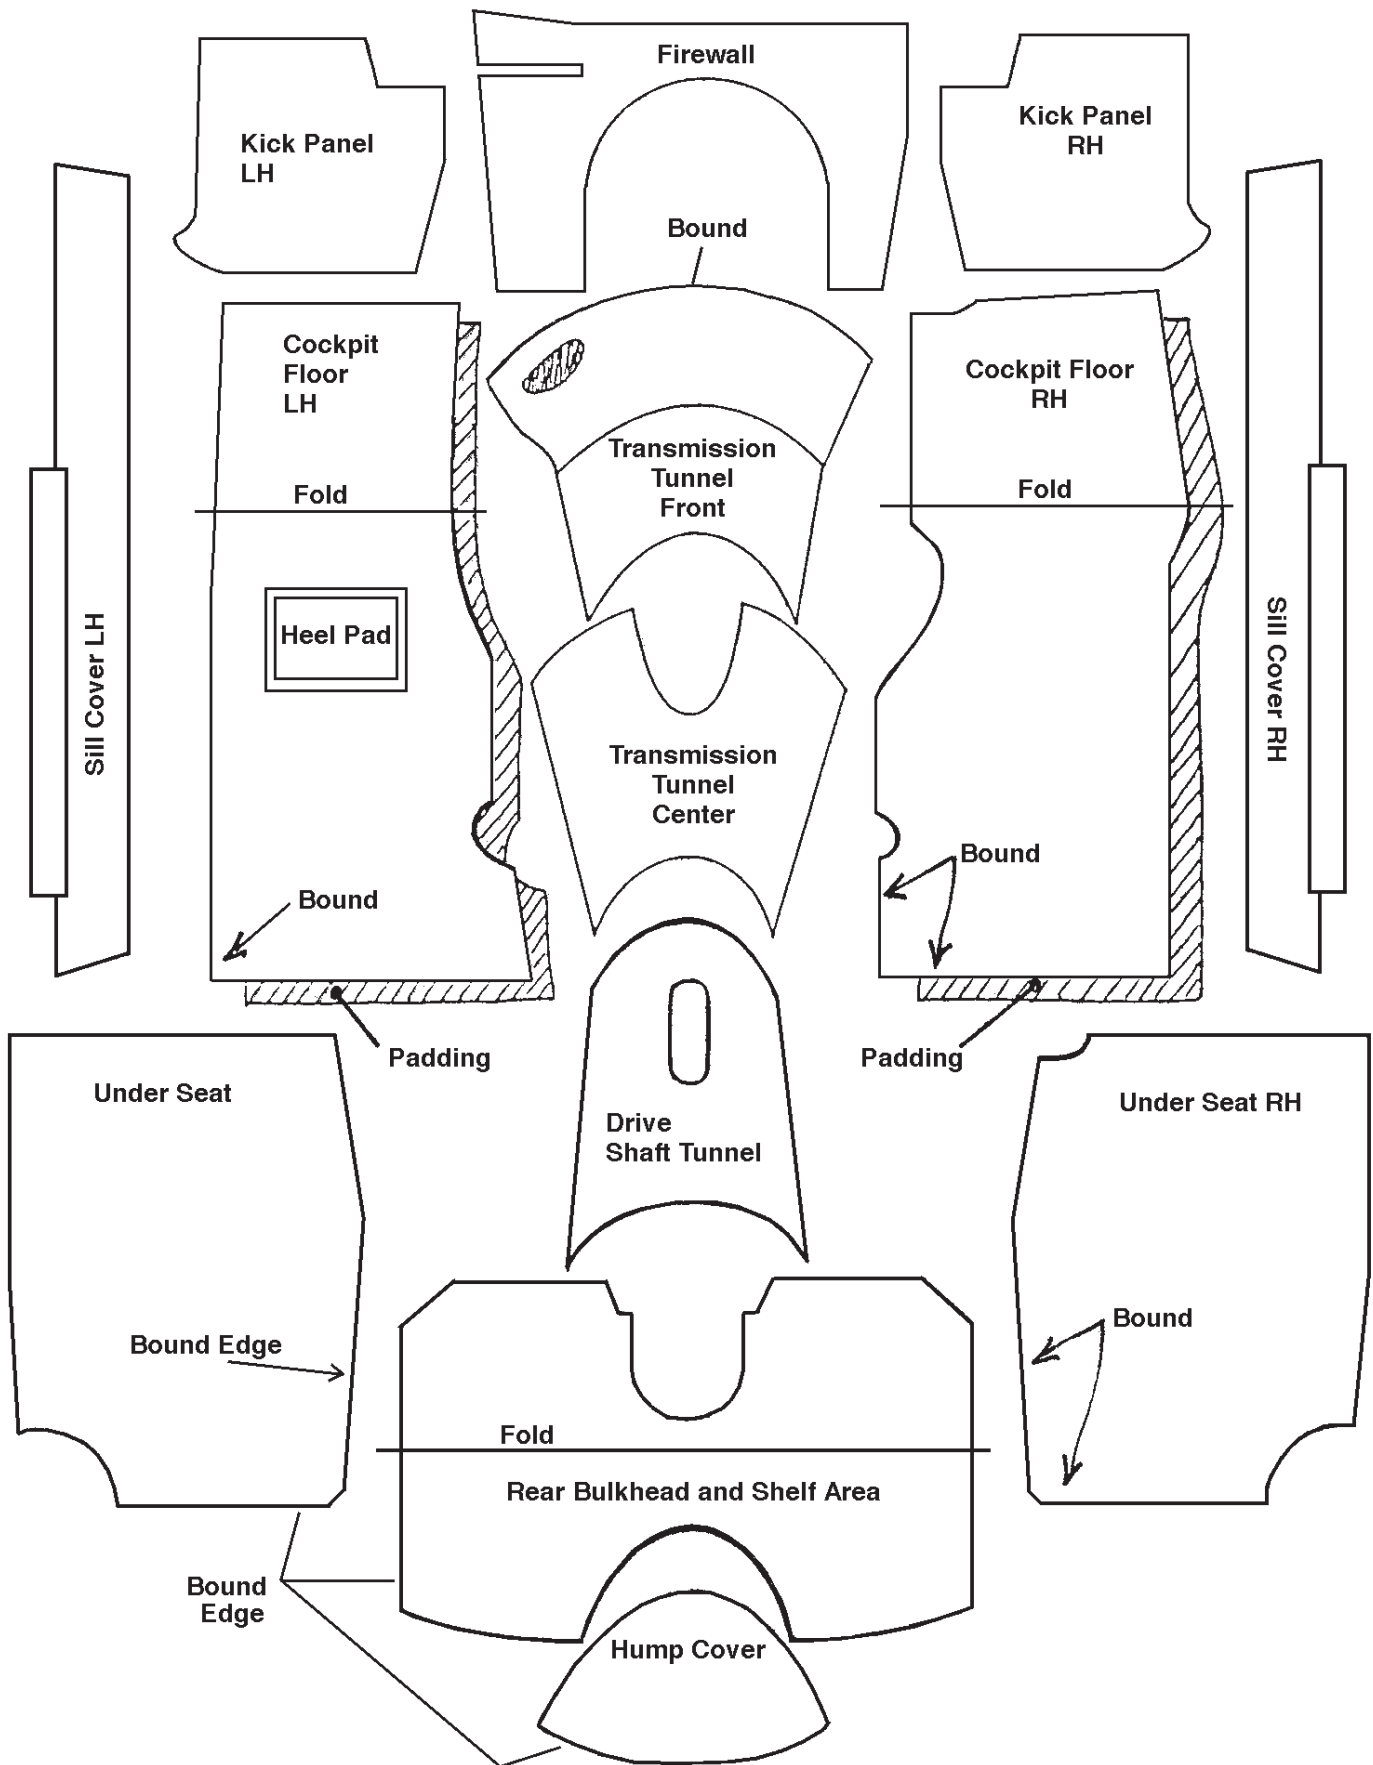 Firewall
Kick Panel
LH
Kick Panel
RH
Bound
Cockpit
Floor
LH
Cockpit Floor
RH
Transmission
Tunnel
Front
Fold
Fold
Heel Pad
Sill Cover LH
Sill Cover RH
Transmission
Tunnel
Center
Bound
Bound
Padding
Padding
Under Seat
Under Seat RH
Drive
Shaft Tunnel
Bound Edge
Bound
Fold
Rear Bulkhead and Shelf Area
Bound
Edge
Hump Cover